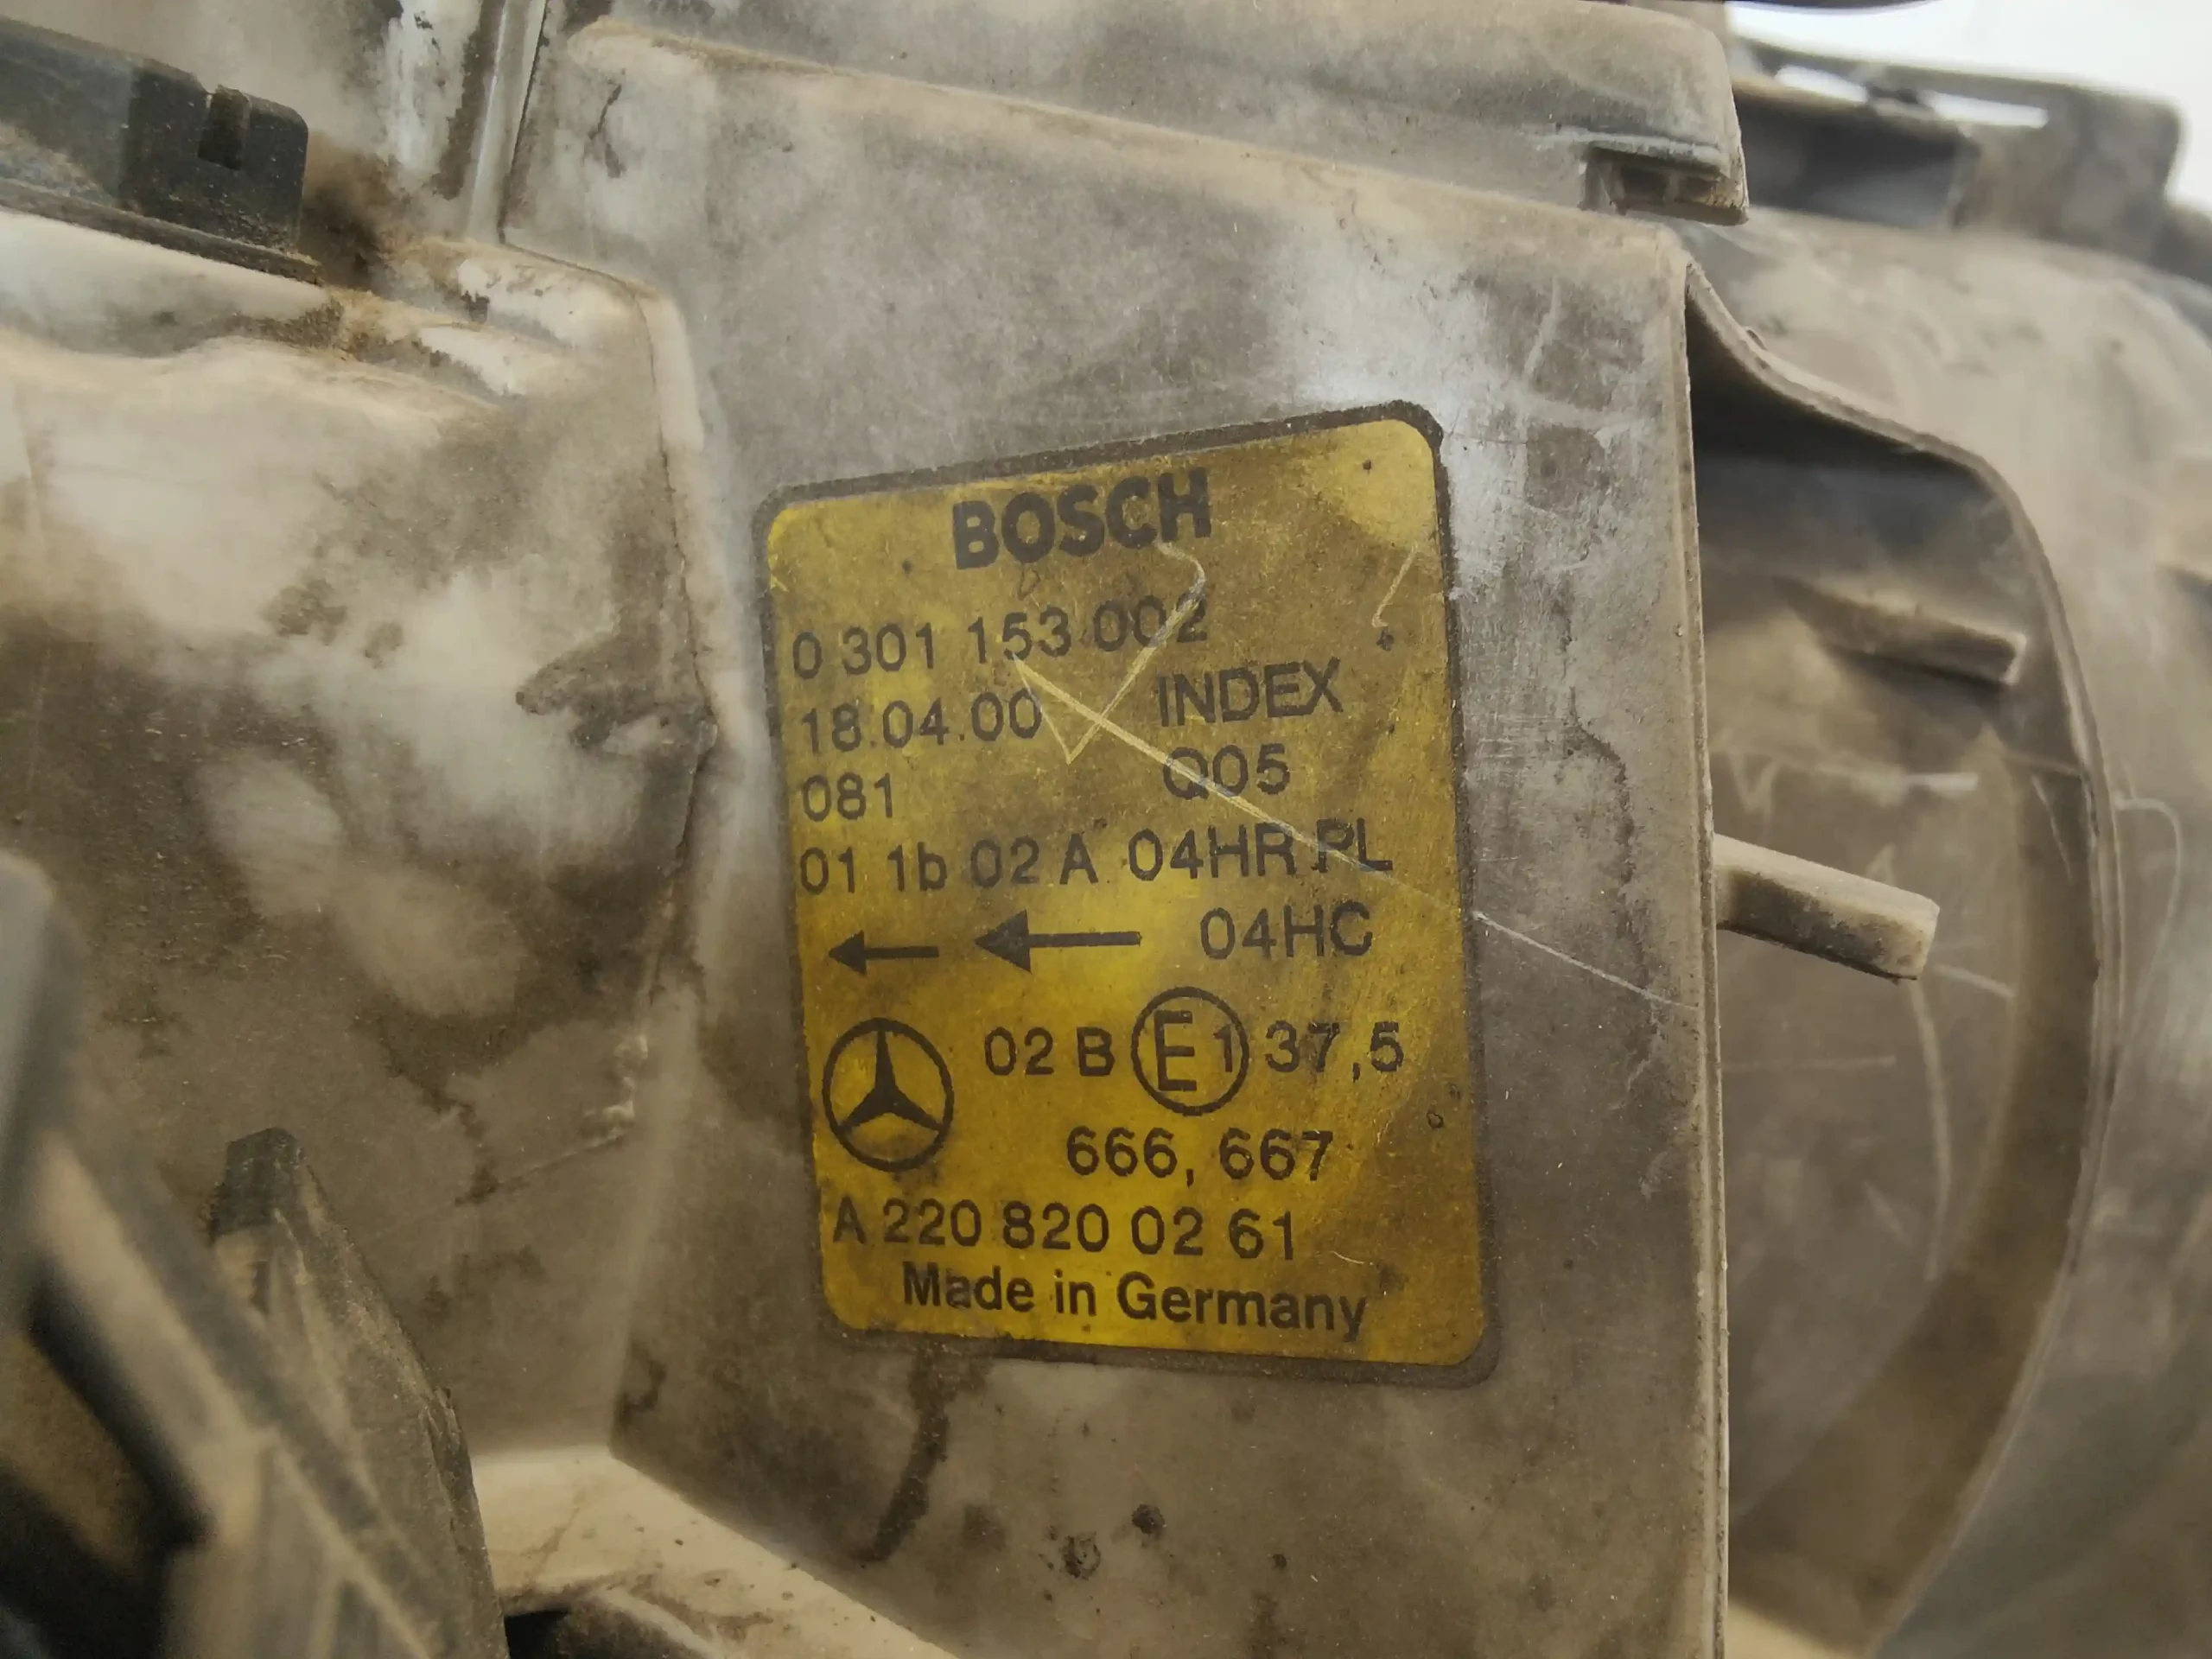 BOSCH
0 301 153 002
18.04.00 INDEX
081 Q05
01 1b 02 A 04HR PL
04HC
02 B E1 37,5
666, 667
A 220 820 02 61
Made in Germany